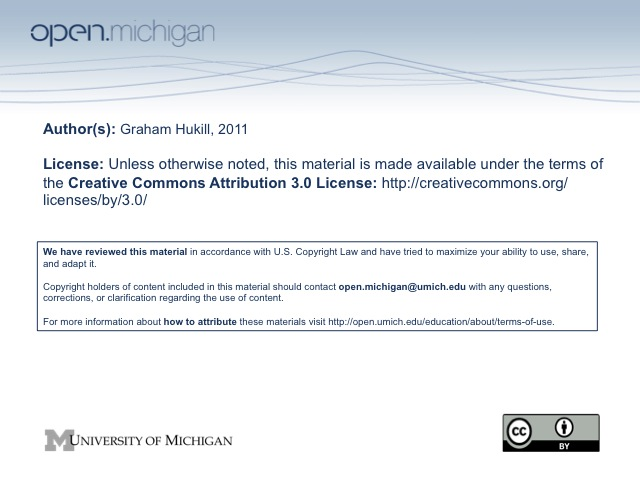 open.michigan
Author(s): Graham Hukill, 2011
License: Unless otherwise noted, this material is made available under the terms of
the Creative Commons Attribution 3.0 License: http://creativecommons.org/
licenses/by/3.0/
We have reviewed this material in accordance with U.S. Copyright Law and have tried to maximize your ability to use, share,
and adapt it.
Copyright holders of content included in this material should contact open.michigan@umich.edu with any questions,
corrections, or clarification regarding the use of content.
For more information about how to attribute these materials visit http://open.umich.edu/education/about/terms-of-use.
M UNIVERSITY OF MICHIGAN
cc
BY